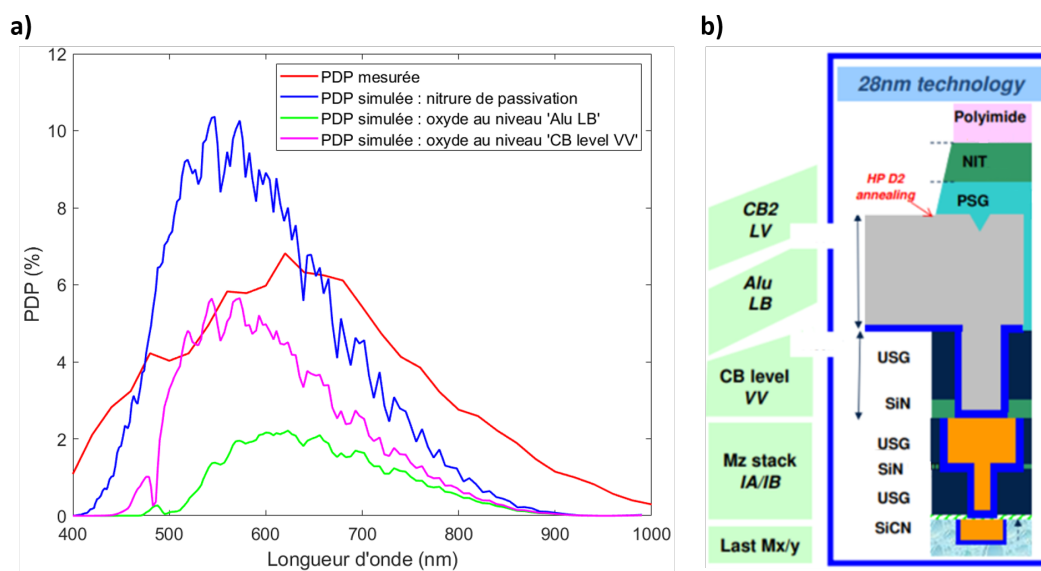 a)
12
10
8
6
4
2
0
PDP (%)
400
500
600
700
800
900
1000
Longueur d'onde (nm)
PDP mesurée
PDP simulée : nitrure de passivation
PDP simulée : oxyde au niveau 'Alu LB'
PDP simulée : oxyde au niveau 'CB level VV'
b)
28nm technology
Polyimide
NIT
HP D2
annealing
PSG
CB2
LV
Alu
LB
CB level
VV
USG
SiN
Mz stack
IA/IB
USG
SiN
USG
Last Mx/y
SiCN